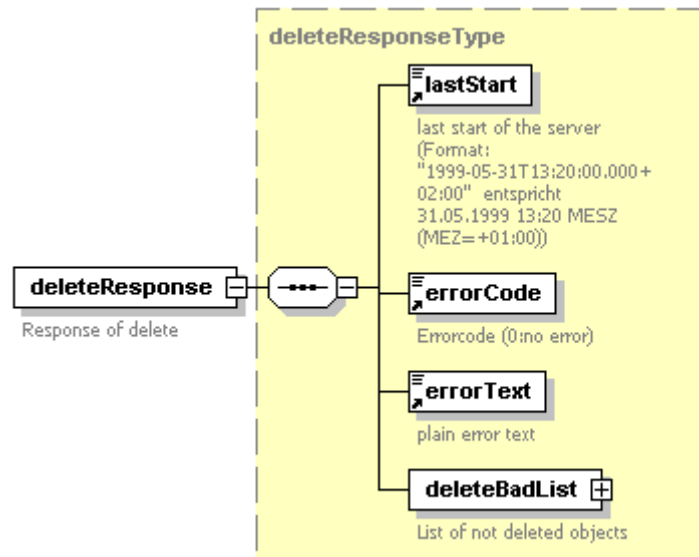 deleteResponseType
lastStart
last start of the server
(Format:
"1999-05-31T13:20:00.000+
02:00" entspricht
31.05.1999 13:20 MESZ
(MEZ=+01:00))
deleteResponse
Response of delete
errorCode
Errorcode (0:no error)
errorText
plain error text
deleteBadList
List of not deleted objects